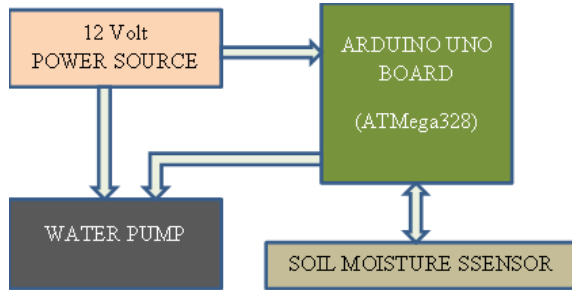 12 Volt
POWER SOURCE
ARDUINO UNO
BOARD
(ATMega328)
WATER PUMP
SOIL MOISTURE SSENSOR